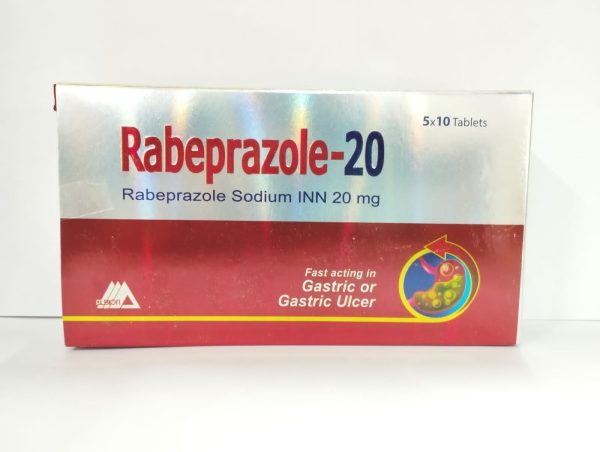 5x10 Tablets
Rabeprazole-20
Rabeprazole Sodium INN 20 mg
Fast acting in
Gastric or
Gastric Ulcer